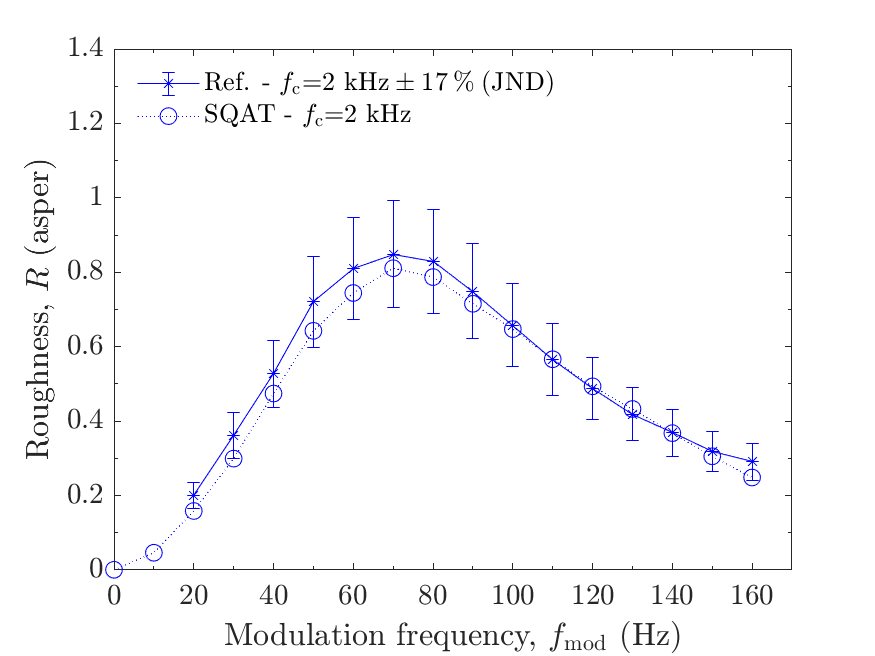 Ref. - fc=2 kHz ± 17 % (JND)
SQAT - fc=2 kHz
Roughness, R (asper)
1.4
1.2
1
0.8
0.6
0.4
0.2
0
0 20 40 60 80 100 120 140 160
Modulation frequency, fmod (Hz)